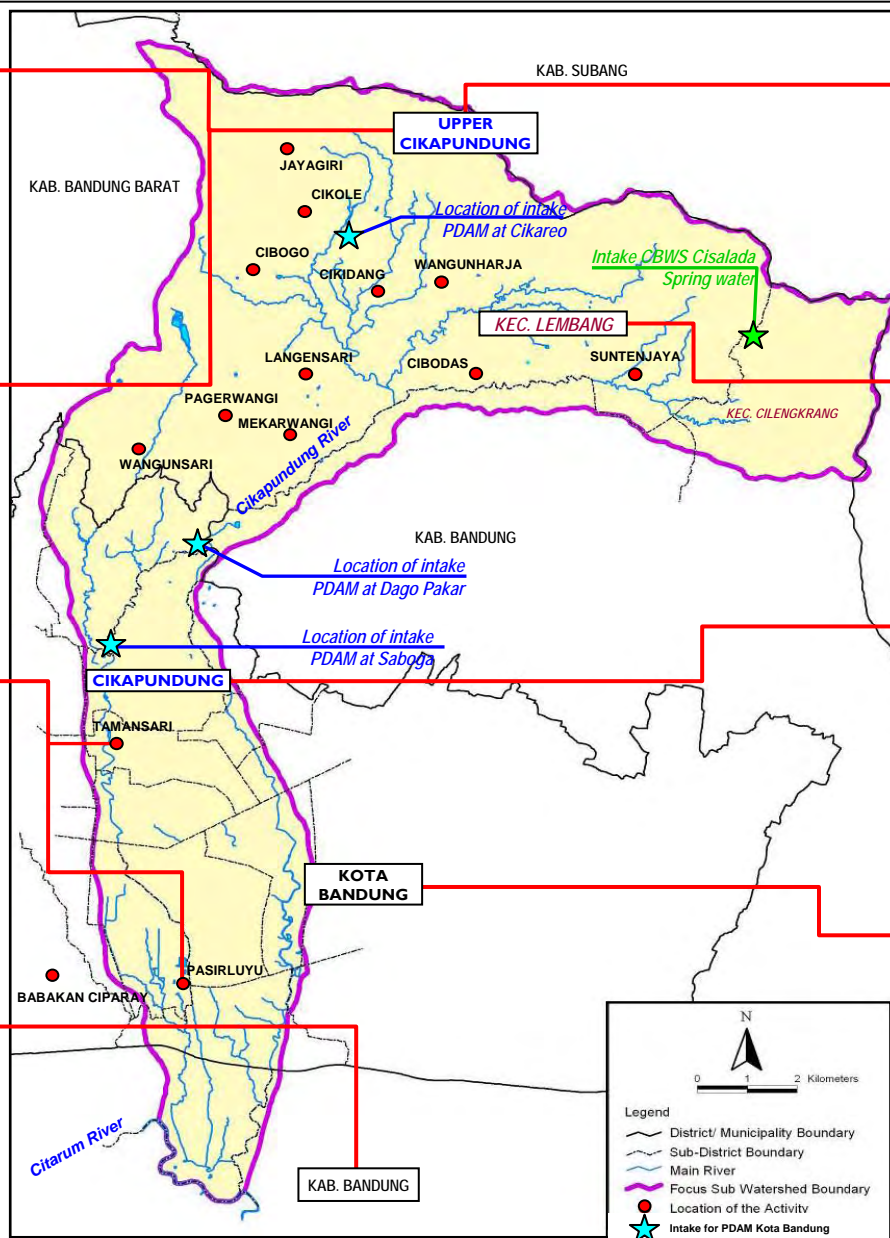 KAB. SUBANG
UPPER
CIKAPUNDUNG
JAYAGIRI
KAB. BANDUNG BARAT
CIKOLE
Location of intake
PDAM at Cikareo
CIBOGO
CIKIDANG
WANGUNHARJA
Intake CBWS Cisalada
Spring water
KEC. LEMBANG
LANGENSARI
CIBODAS
SUNTENJAYA
PAGERWANGI
MEKARWANGI
KEC. CILENGKRANG
WANGUNSARI
Cikapundung River
KAB. BANDUNG
Location of intake
PDAM at Dago Pakar
Location of intake
PDAM at Saboga
CIKAPUNDUNG
TAMANSARI
KOTA
BANDUNG
PASIRLUYU
BABAKAN CIPARAY
Citarum River
KAB. BANDUNG
N
0 1 2 Kilometers
Legend
District/ Municipality Boundary
Sub-District Boundary
Main River
Focus Sub Watershed Boundary
Location of the Activity
Intake for PDAM Kota Bandung